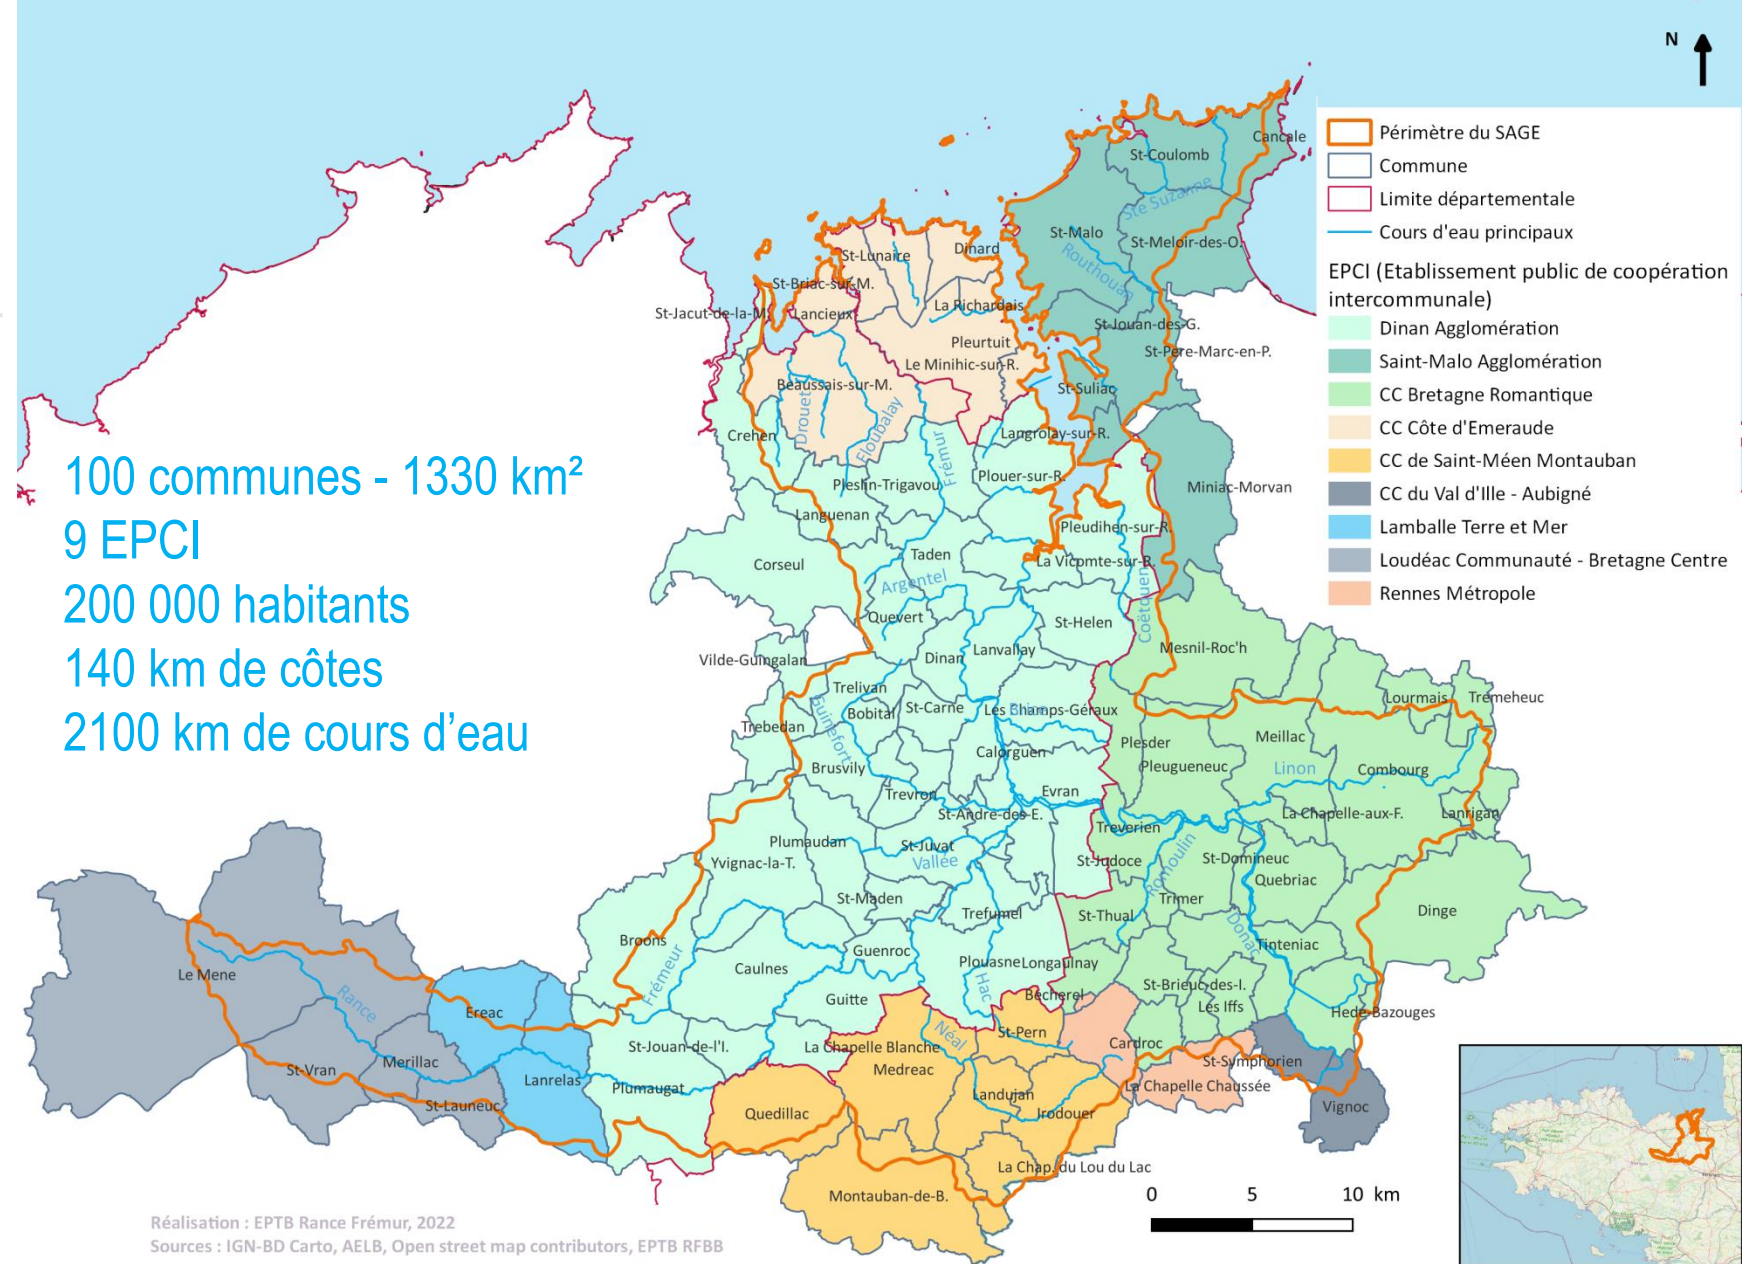 N
Périmètre du SAGE
Commune
Limite départementale
Cours d'eau principaux
EPCI (Etablissement public de coopération
intercommunale)
Dinan Agglomération
Saint-Malo Agglomération
CC Bretagne Romantique
CC Côte d'Emeraude
CC de Saint-Méen Montauban
CC du Val d'Ille - Aubigné
Lamballe Terre et Mer
Loudéac Communauté - Bretagne Centre
Rennes Métropole
100 communes - 1330 km²
9 EPCI
200 000 habitants
140 km de côtes
2100 km de cours d'eau
Cancale
St-Coulomb
Ste Suzanne
St-Malo
St-Meloir-des-O.
Routhouan
Dinard
St-Lunaire
St-Briac-sur-M.
St-Jacut-de-la-M.
Lancieux
La Richardais
St-Jouan-des-G.
Pleurtuit
St-Pere-Marc-en-P.
Le Minihic-sur-R.
Beaussais-sur-M.
St-Suliac
Drouet
Floubalay
Frémur
Crehen
Langrolay-sur-R.
Pleslin-Trigavou
Plouer-sur-R.
Miniac-Morvan
Languenan
Pleudihen-sur-R.
Corseul
Taden
La Vicomte-sur-R.
Argentel
Coëtquen
Quevert
St-Helen
Mesnil-Roc'h
Vilde-Guingalan
Dinan
Lanvallay
Trelivan
Lourmais
Tremeheuc
Guinefort
Bobital
St-Carne
Les Champs-Géraux
Trebedan
Plesder
Meillac
Calorguen
Pleugueneuc
Linon
Combourg
Brusvily
Evran
Trevron
St-Andre-des-E.
La Chapelle-aux-F.
Lanrigan
Treverien
Plumaudan
St-Juvat
Yvignac-la-T.
Vallée
St-Judoce
Romoulin
St-Domineuc
Quebriac
St-Maden
Trimer
Trefumel
St-Thual
Dinge
Donac
Broons
Guenroc
Tinteniac
Le Mene
Frémeur
Caulnes
Plouasne
Longaulnay
Hac
St-Brieuc-des-I.
Rance
Guitte
Becherel
Les Iffs
Ereac
Hede-Bazouges
Néal
St-Pern
St-Jouan-de-l'I.
La Chapelle Blanche
Cardroc
St-Vran
Merillac
Medreac
St-Symphorien
Lanrelas
Plumaugat
La Chapelle Chaussée
Landujan
St-Launeuc
Quedillac
Irodouer
Vignoc
La Chap. du Lou du Lac
Montauban-de-B.
0 5 10 km
Réalisation : EPTB Rance Frémur, 2022
Sources : IGN-BD Carto, AELB, Open street map contributors, EPTB RFBB